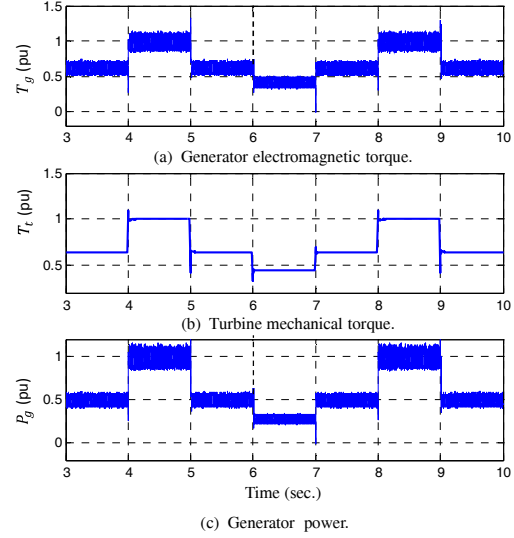 1.5
1
0.5
0
T_g (pu)
3 4 5 6 7 8 9 10
(a) Generator electromagnetic torque.
1.5
1
0.5
T_t (pu)
3 4 5 6 7 8 9 10
(b) Turbine mechanical torque.
1
0.5
0
P_g (pu)
3 4 5 6 7 8 9 10
Time (sec.)
(c) Generator power.